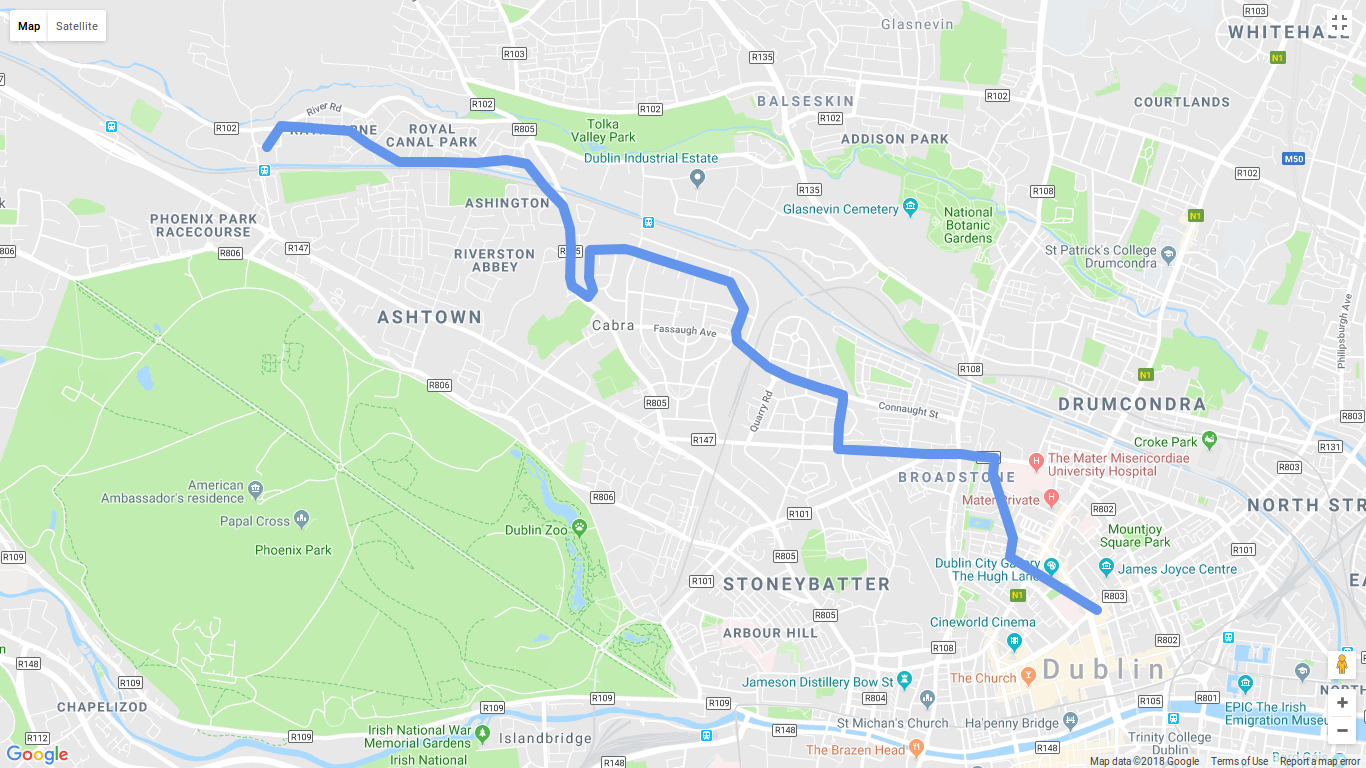 Map
Satellite
R103
WHITEHALL
Glasnevin
R103
R135
N1
R102
River Rd
R102
R102
R102
BALSESKIN
COURTLANDS
R102
R805
ROYAL
CANAL PARK
Tolka
Valley Park
R102
ADDISON PARK
Dublin Industrial Estate
M50
R102
R135
R108
ASHINGTON
Glasnevin Cemetery
National
Botanic
Gardens
N1
PHOENIX PARK
RACECOURSE
R147
R806
R806
RIVERSTON
ABBEY
St Patrick's College
Drumcondra
ASHTOWN
Cabra
Fassaugh Ave
Philipsburgh Ave
R806
R108
N1
R805
Quarry Rd
Connaught St
DRUMCONDRA
R803
R147
Croke Park
R131
The Mater Misericordiae
University Hospital
R803
BROADSTONE
American
Ambassador's residence
R806
Mater Private
R802
NORTH STR
Papal Cross
R101
Dublin Zoo
Mountjoy
Square Park
Phoenix Park
R109
R805
R101
Dublin City Gallery
The Hugh Lane
James Joyce Centre
R101
STONEYBATTER
N1
R803
R805
Cineworld Cinema
ARBOUR HILL
R108
R802
R148
Dublin
The Church
R109
Jameson Distillery Bow St
R109
R109
R804
R105
R801
CHAPELIZOD
R109
St Michan's Church
Ha'penny Bridge
EPIC The Irish
Emigration Museum
R112
R109
Irish National War
Memorial Gardens
Irish National
Islandbridge
R148
R148
Trinity College
Dublin
The Brazen Head
R148
Google
Map data ©2018 Google
Terms of Use
Report a map error